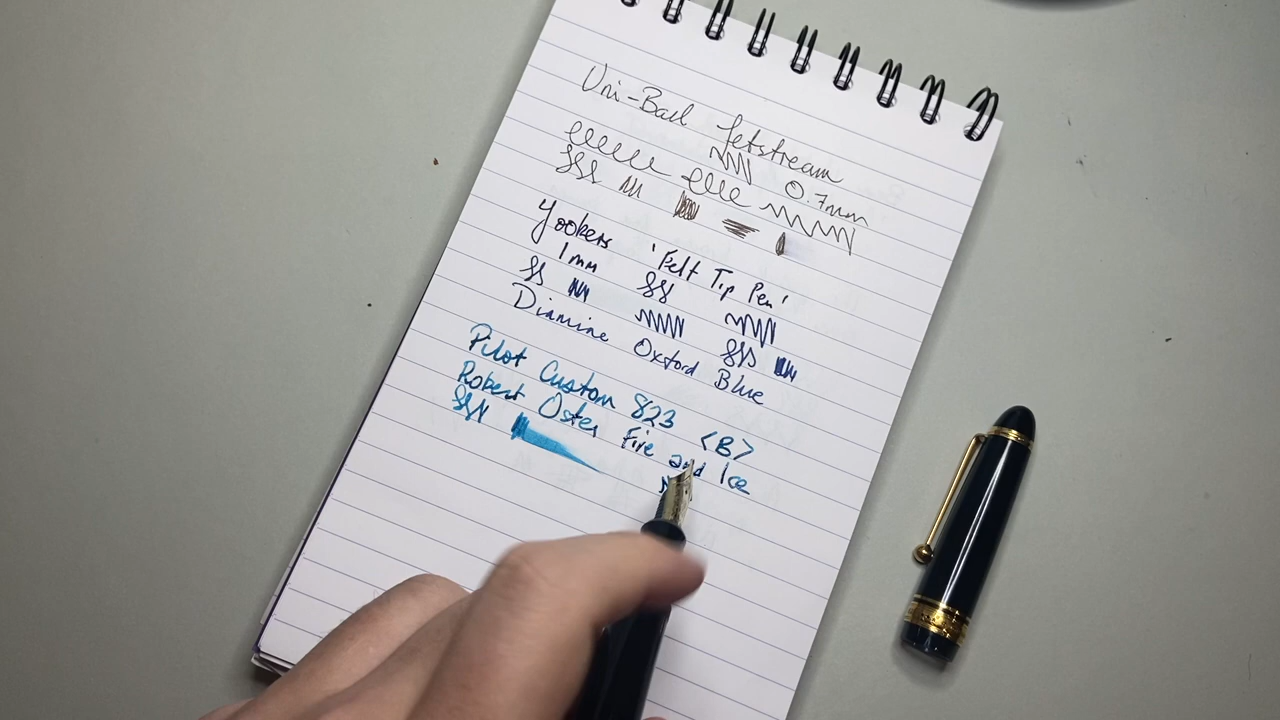 Uni-Ball Jetstream
0.7mm
Yookers 'Felt Tip Pen'
1mm
Diamine Oxford Blue
Pilot Custom 823 <B>
Robert Oster Fire and Ice